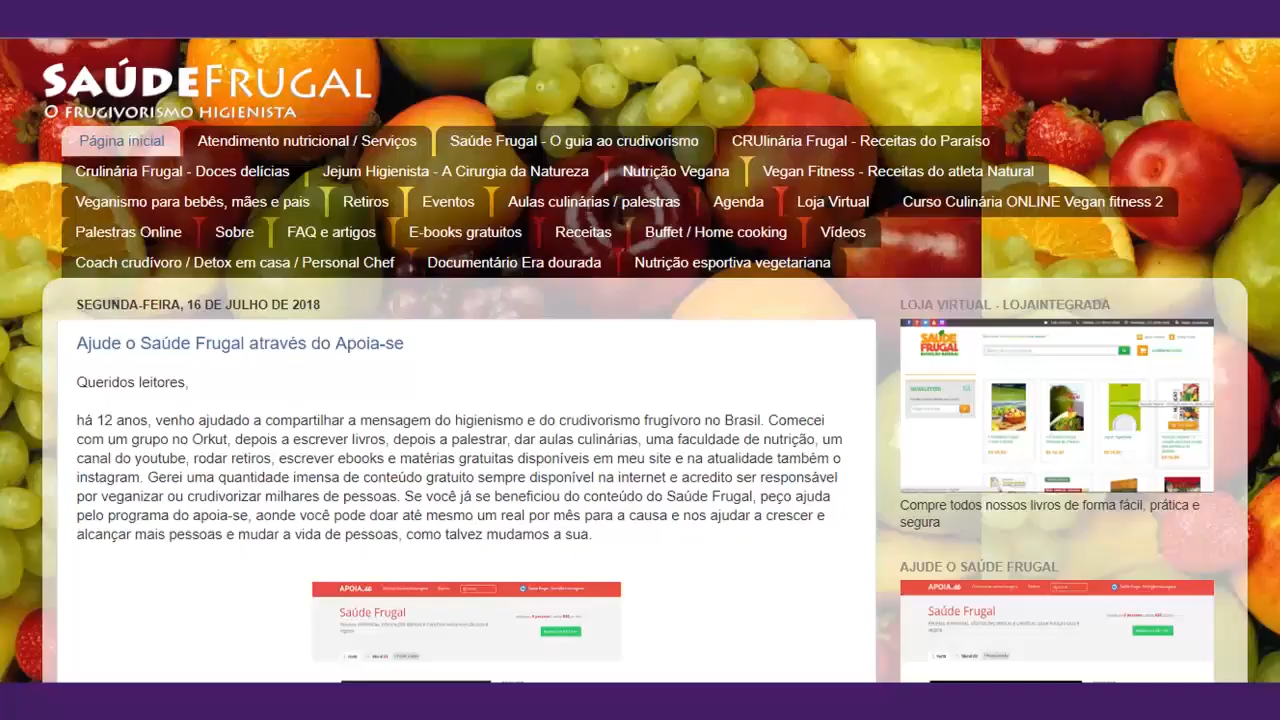 SAÚDEFRUGAL
O FRUGIVORISMO HIGIENISTA
Página inicial Atendimento nutricional / Serviços Saúde Frugal - O guia ao crudivorismo CRUlinária Frugal - Receitas do Paraíso
Crulinária Frugal - Doces delícias Jejum Higienista - A Cirurgia da Natureza Nutrição Vegana Vegan Fitness - Receitas do atleta Natural
Veganismo para bebês, mães e pais Retiros Eventos Aulas culinárias / palestras Agenda Loja Virtual Curso Culinária ONLINE Vegan fitness 2
Palestras Online Sobre FAQ e artigos E-books gratuitos Receitas Buffet / Home cooking Vídeos
Coach crudívoro / Detox em casa / Personal Chef Documentário Era dourada Nutrição esportiva vegetariana
SEGUNDA-FEIRA, 16 DE JULHO DE 2018
Ajude o Saúde Frugal através do Apoia-se
Queridos leitores,
há 12 anos, venho ajudado a compartilhar a mensagem do higienismo e do crudivorismo frugívoro no Brasil. Comecei
com um grupo no Orkut, depois a escrever livros, depois a palestrar, dar aulas culinárias, uma faculdade de nutrição, um
canal do youtube, rodar retiros, escrever ebooks e matérias gratuitas disponíveis em meu site e na atualidade também o
instagram. Gerei uma quantidade imensa de conteúdo gratuito sempre disponível na internet e acredito ser responsável
por veganizar ou crudivorizar milhares de pessoas. Se você já se beneficiou do conteúdo do Saúde Frugal, peço ajuda
pelo programa do apoia-se, aonde você pode doar até mesmo um real por mês para a causa e nos ajudar a crescer e
alcançar mais pessoas e mudar a vida de pessoas, como talvez mudamos a sua.
APOIA.se
Saúde Frugal
LOJA VIRTUAL - LOJAINTEGRADA
SAÚDE
FRUGAL
Compre todos nossos livros de forma fácil, prática e
segura
AJUDE O SAÚDE FRUGAL
APOIA.se
Saúde Frugal